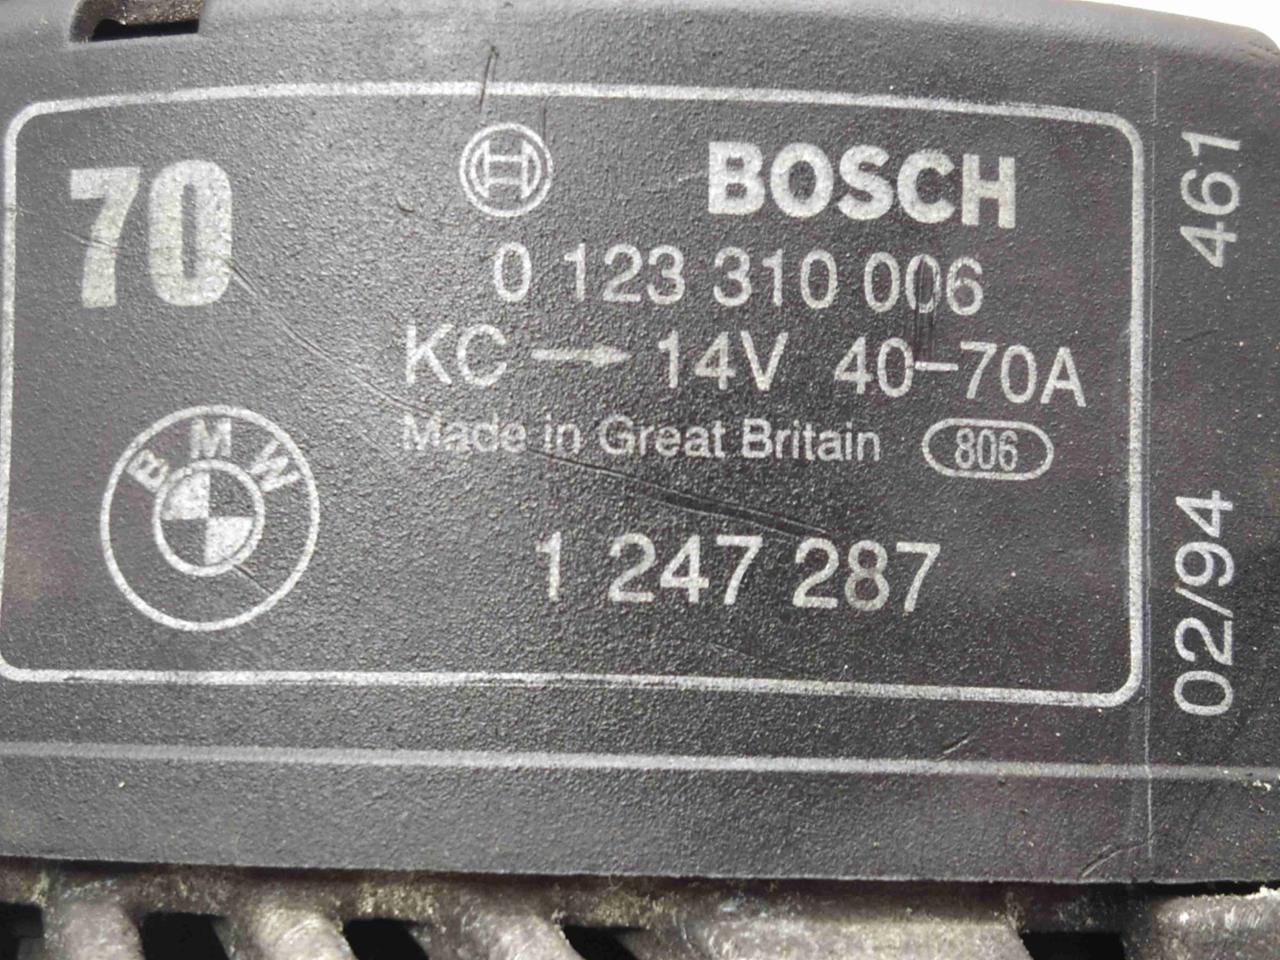 70
BOSCH
0 123 310 006
KC → 14V 40–70A
Made in Great Britain 806
BMW
1 247 287
461
02/94